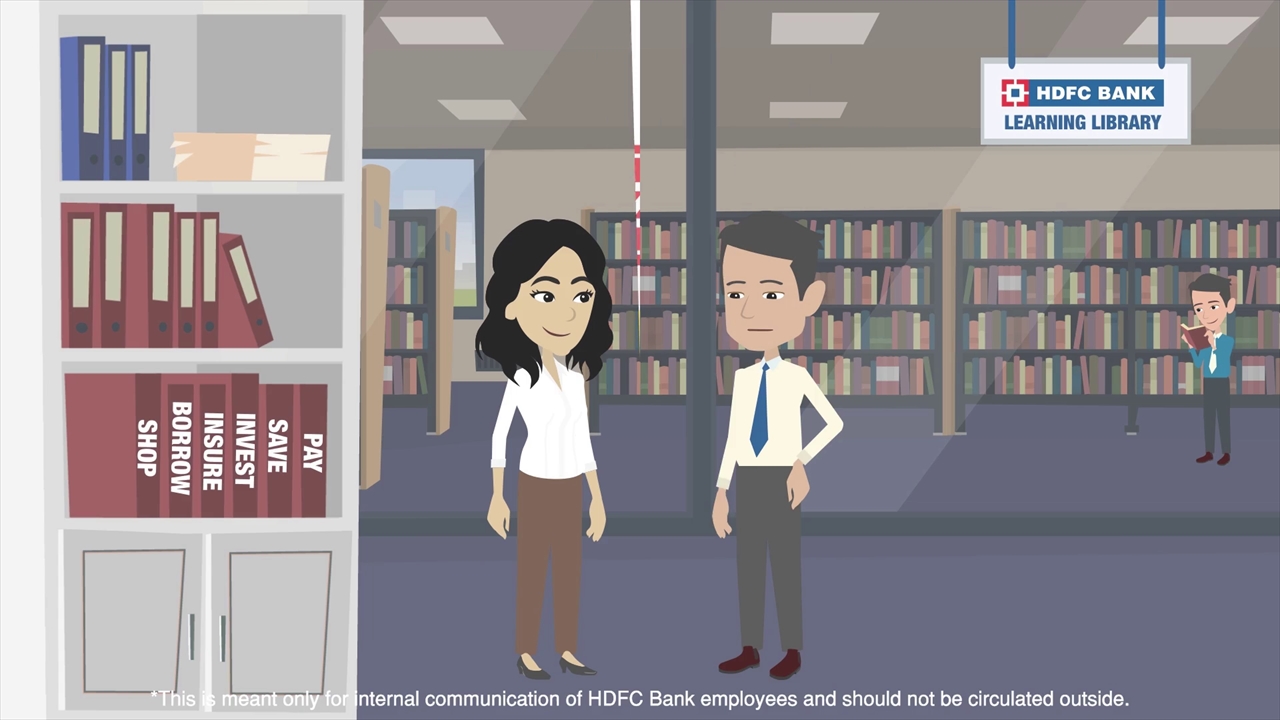 HDFC BANK
LEARNING LIBRARY
SHOP
BORROW
INSURE
INVEST
SAVE
PAY
*This is meant only for internal communication of HDFC Bank employees and should not be circulated outside.